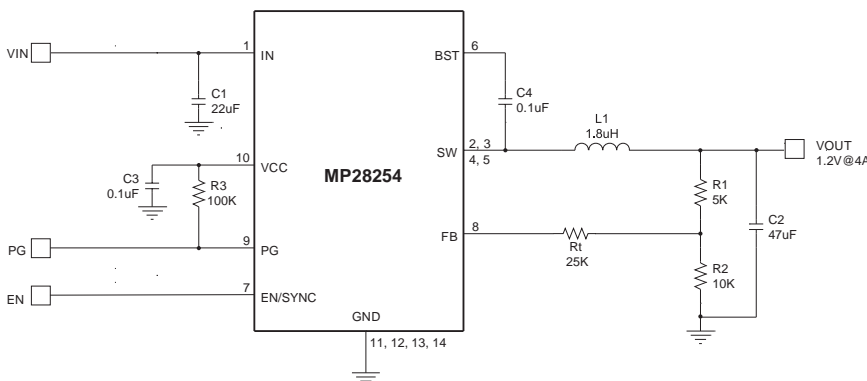 VIN
1
IN
C1
22uF
10
VCC
C3
0.1uF
R3
100K
PG
9
PG
EN
7
EN/SYNC
MP28254
GND
11, 12, 13, 14
BST
6
C4
0.1uF
SW
2, 3
4, 5
L1
1.8uH
VOUT
1.2V@4A
R1
5K
C2
47uF
FB
8
Rt
25K
R2
10K